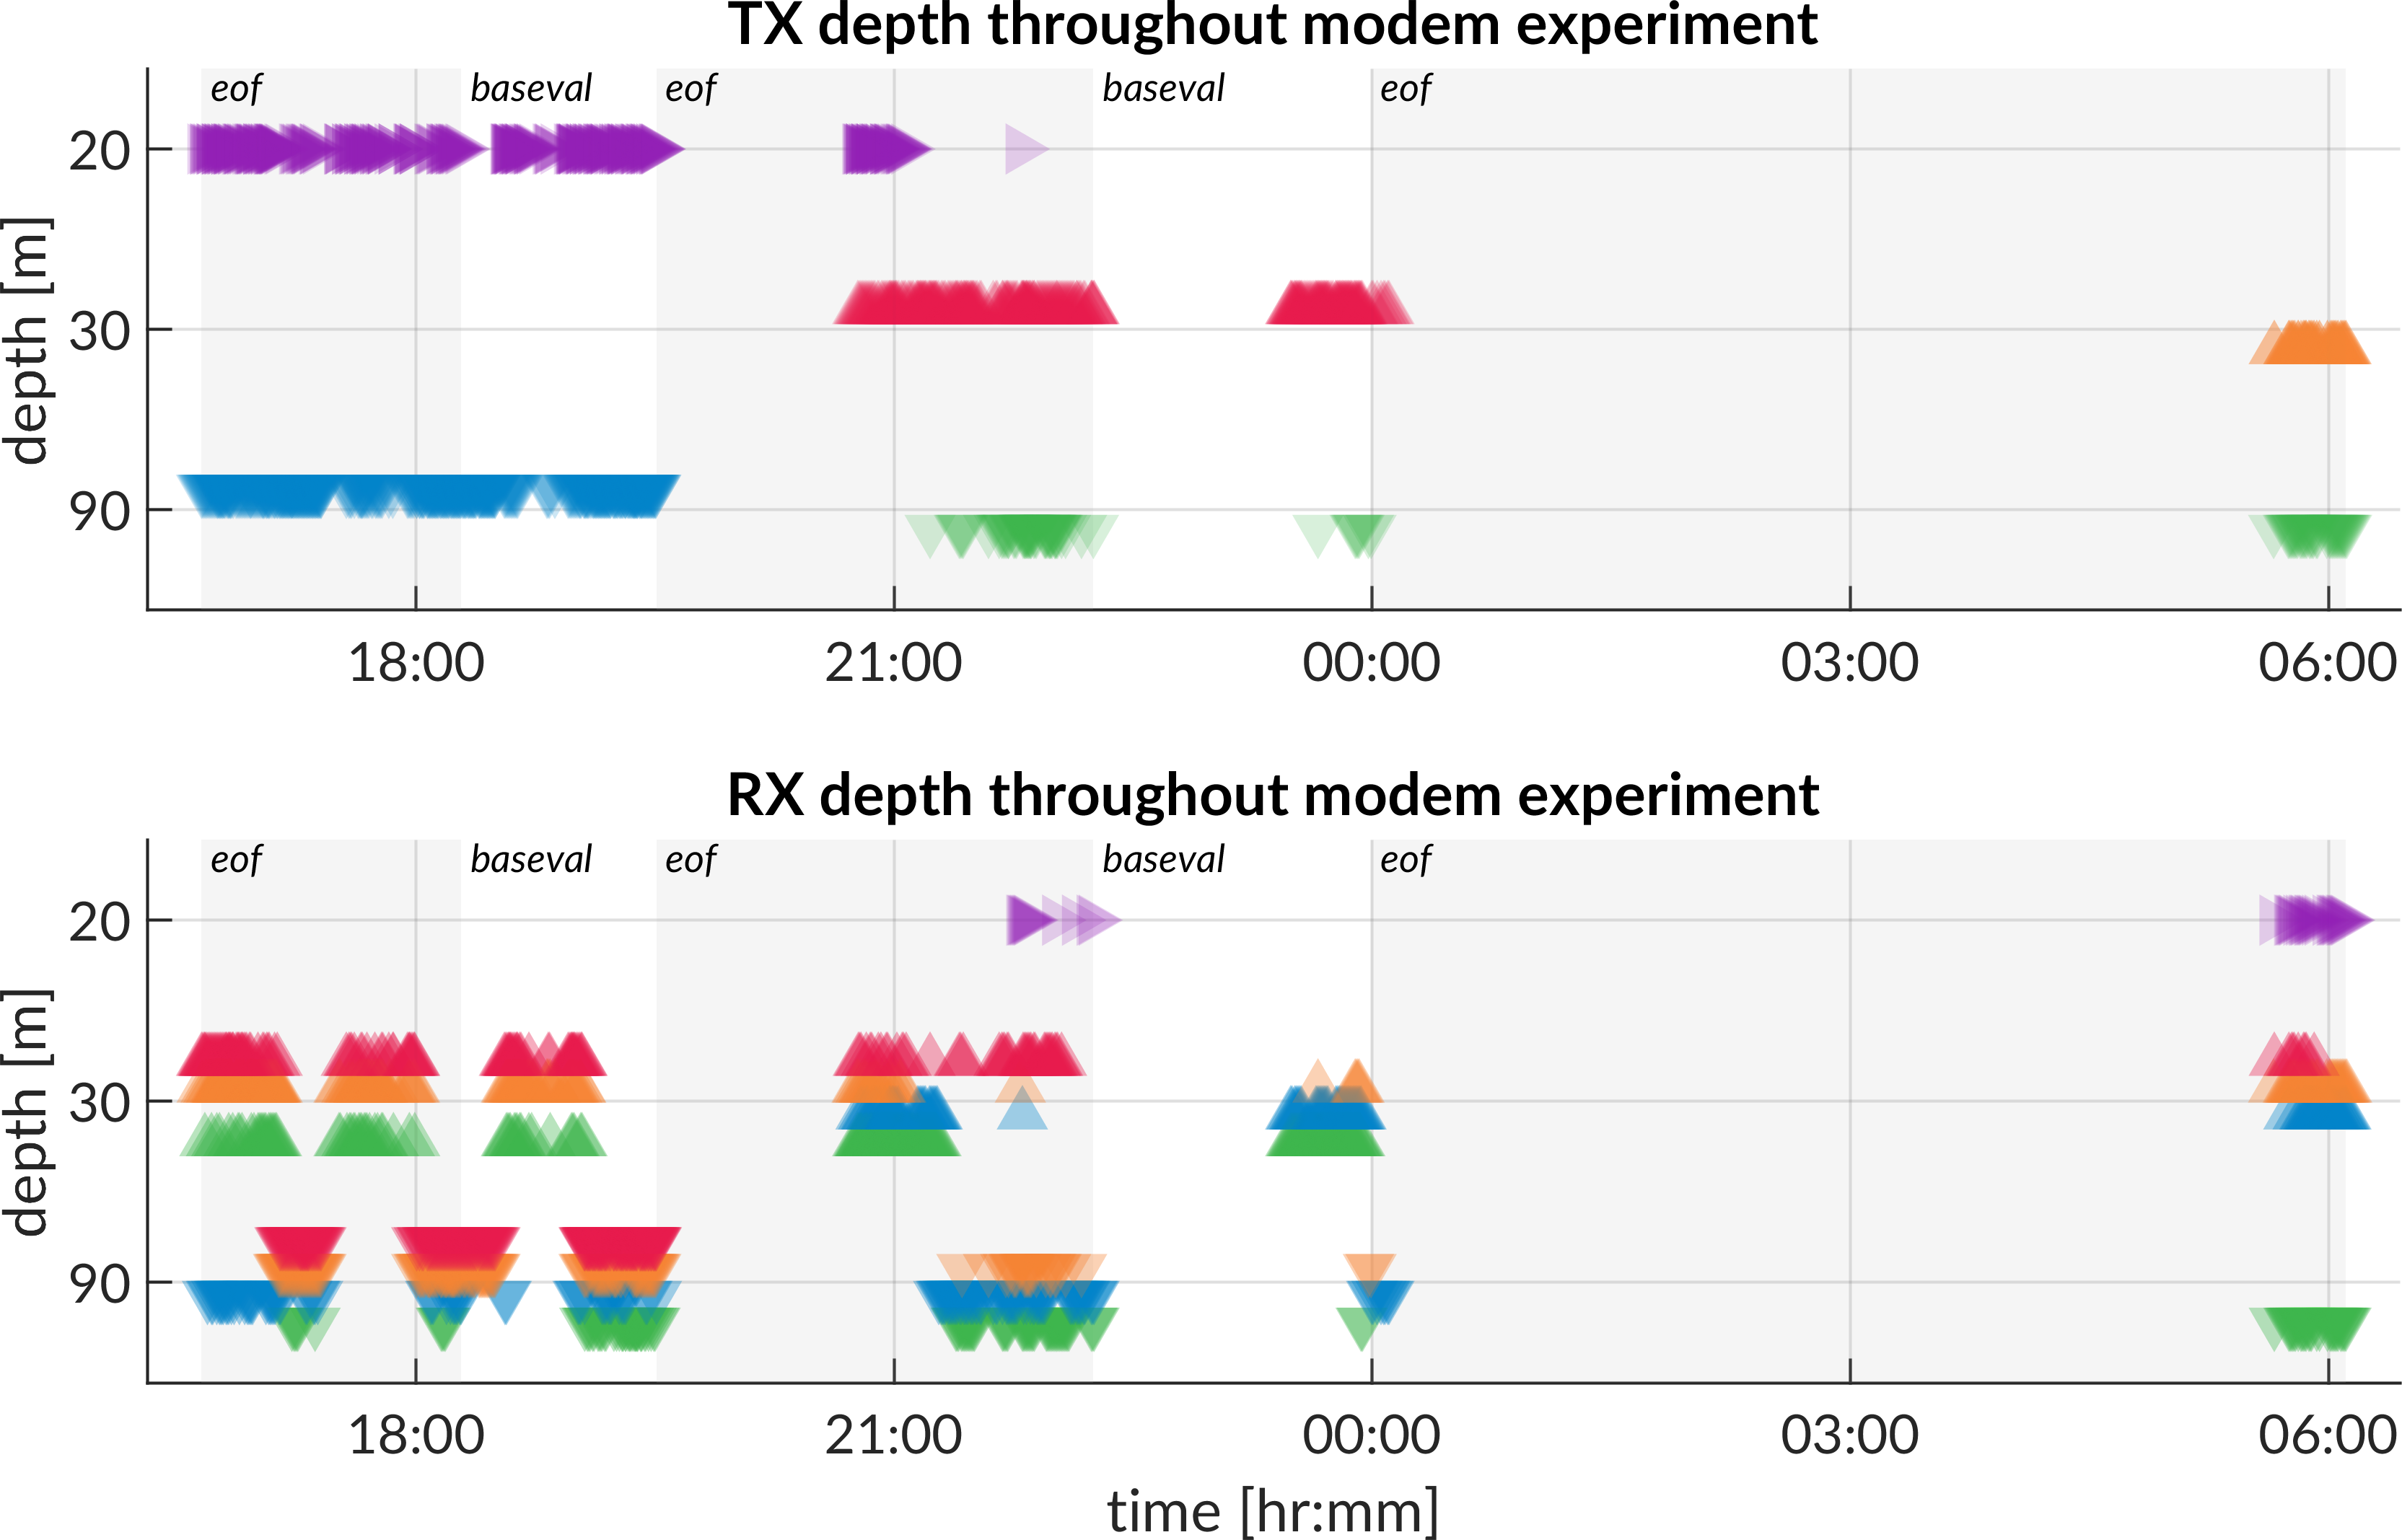 TX depth throughout modem experiment
eof baseval eof baseval eof
20
30
90
depth [m]
18:00 21:00 00:00 03:00 06:00
RX depth throughout modem experiment
eof baseval eof baseval eof
20
30
90
depth [m]
18:00 21:00 00:00 03:00 06:00
time [hr:mm]